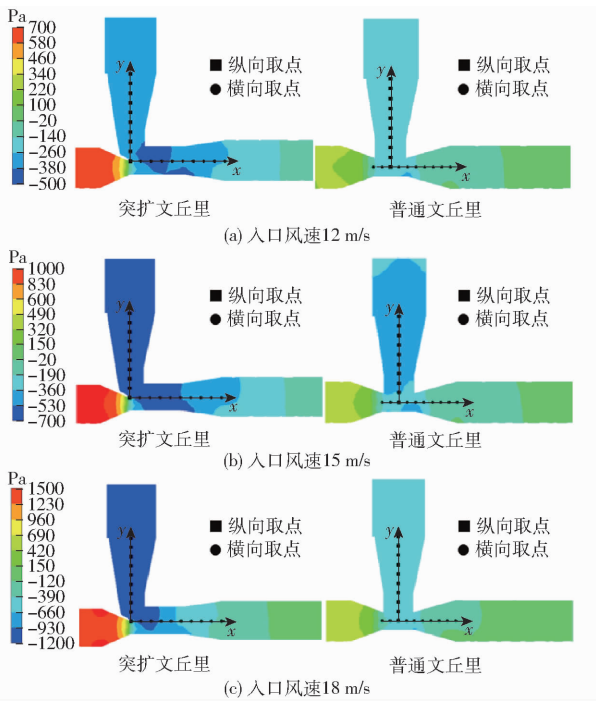 Pa
700
580
460
340
220
100
-20
-140
-260
-380
-500
y
x
■ 纵向取点
● 横向取点
突扩文丘里
y
x
■ 纵向取点
● 横向取点
普通文丘里
(a) 入口风速12 m/s
Pa
1000
830
600
490
320
150
-20
-190
-360
-530
-700
y
x
■ 纵向取点
● 横向取点
突扩文丘里
y
x
■ 纵向取点
● 横向取点
普通文丘里
(b) 入口风速15 m/s
Pa
1500
1230
960
690
420
150
-120
-390
-660
-930
-1200
y
x
■ 纵向取点
● 横向取点
突扩文丘里
y
x
■ 纵向取点
● 横向取点
普通文丘里
(c) 入口风速18 m/s